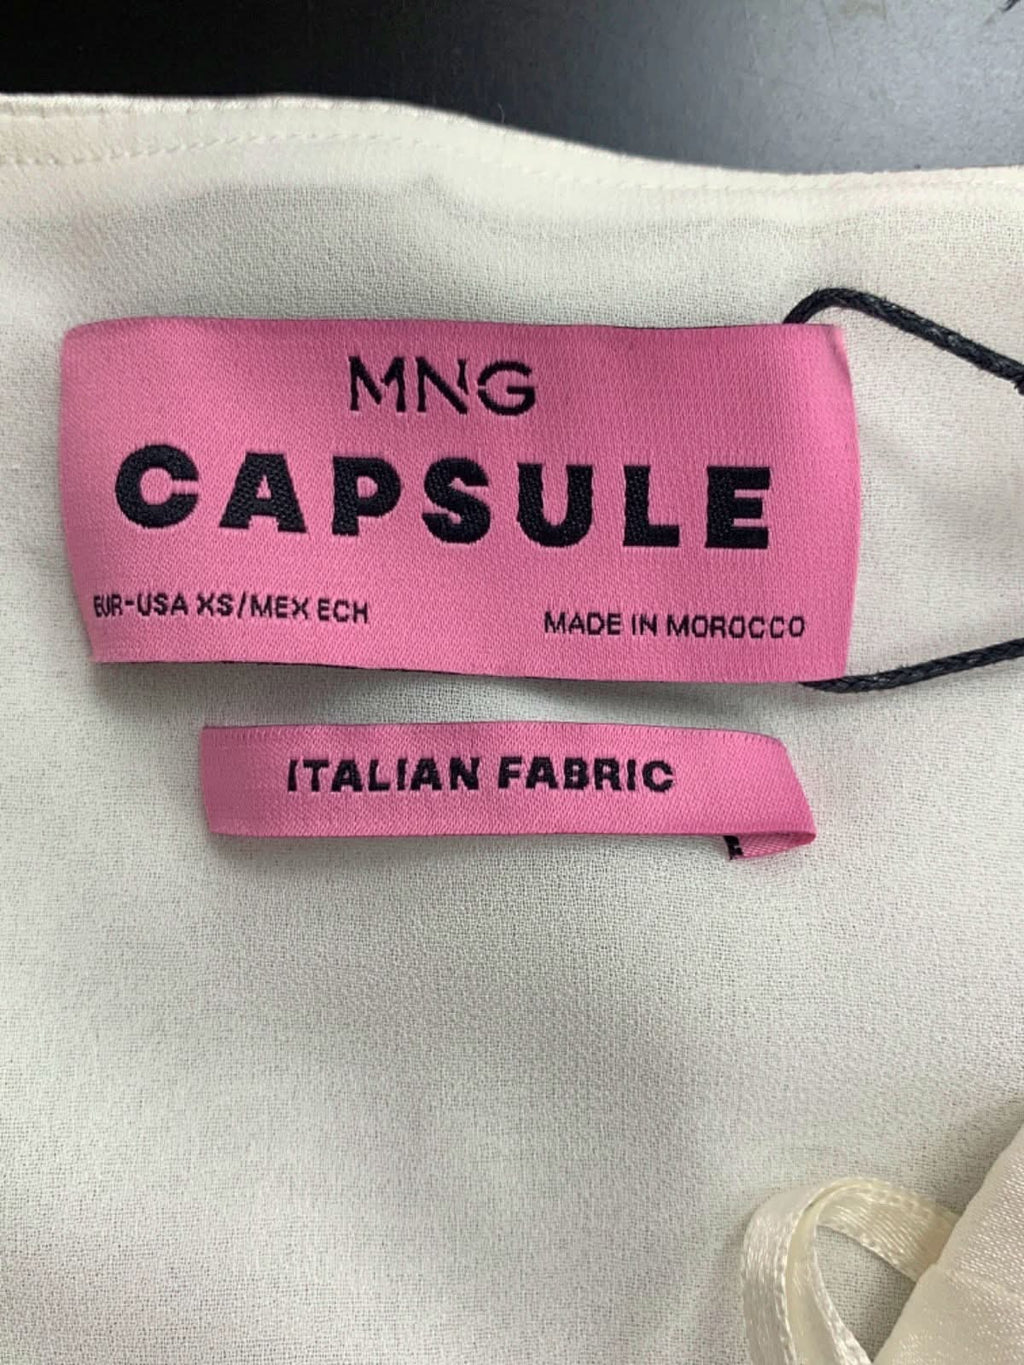 MNG
CAPSULE
EUR-USA XS/MEX ECH
MADE IN MOROCCO
ITALIAN FABRIC